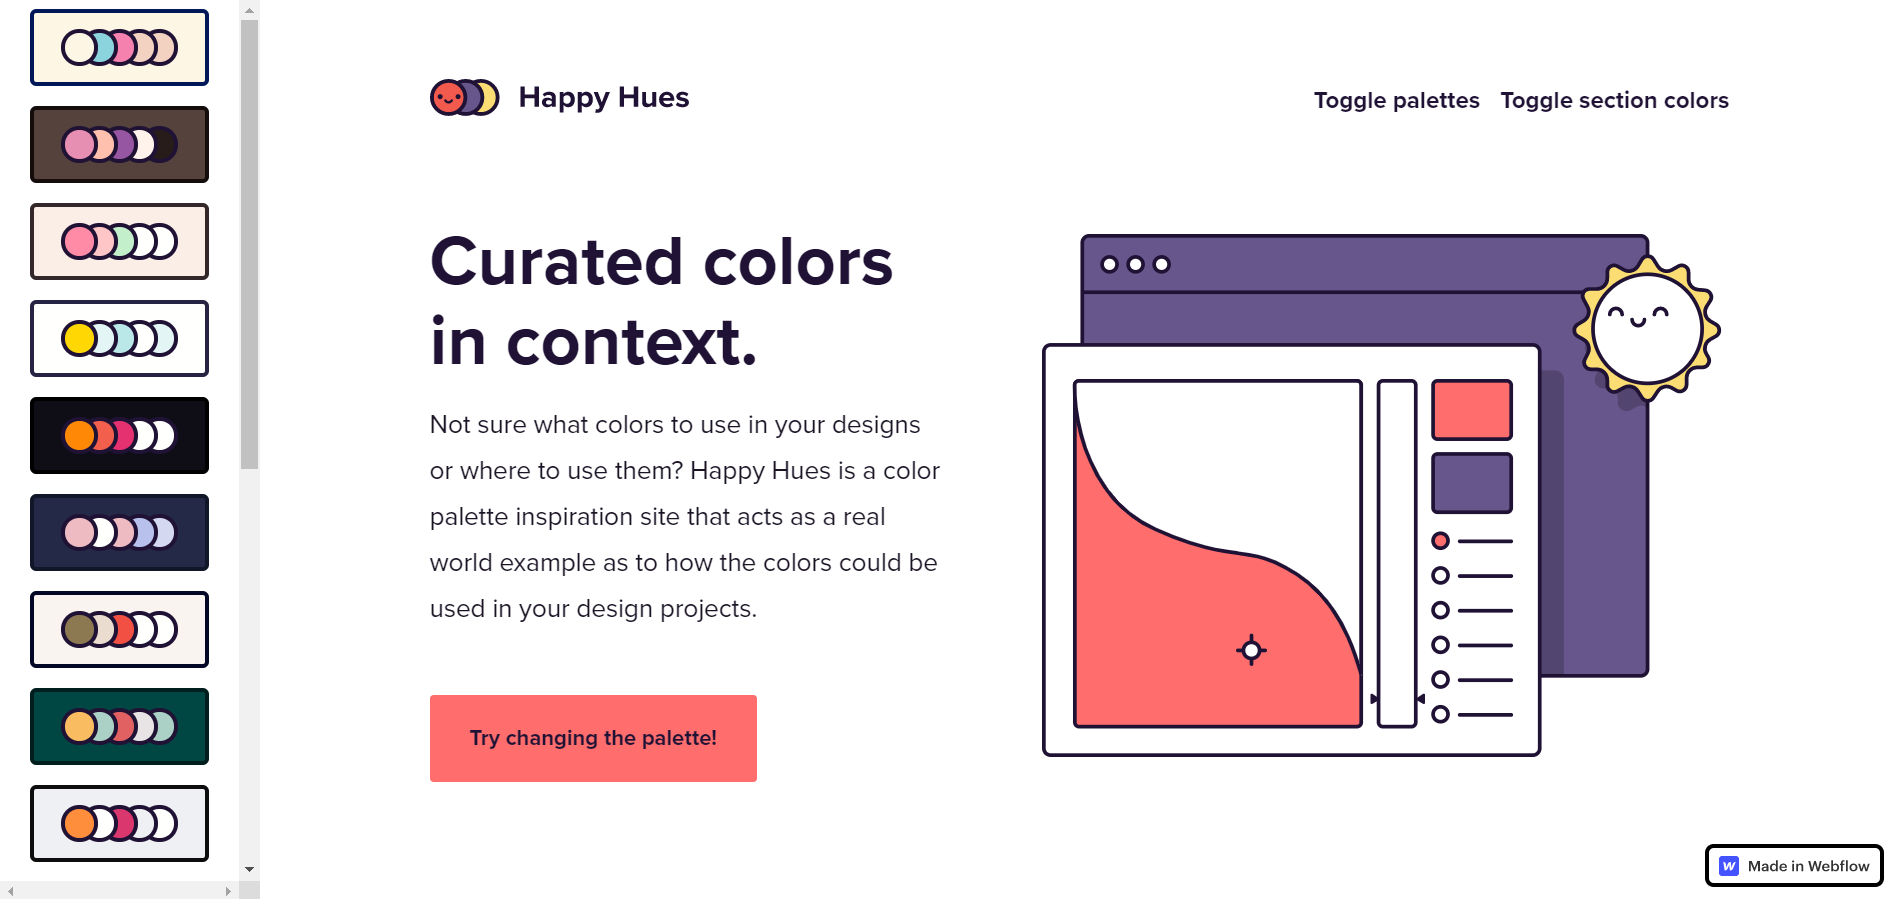 Happy Hues
Toggle palettes
Toggle section colors
Curated colors
in context.
Not sure what colors to use in your designs
or where to use them? Happy Hues is a color
palette inspiration site that acts as a real
world example as to how the colors could be
used in your design projects.
Try changing the palette!
W Made in Webflow